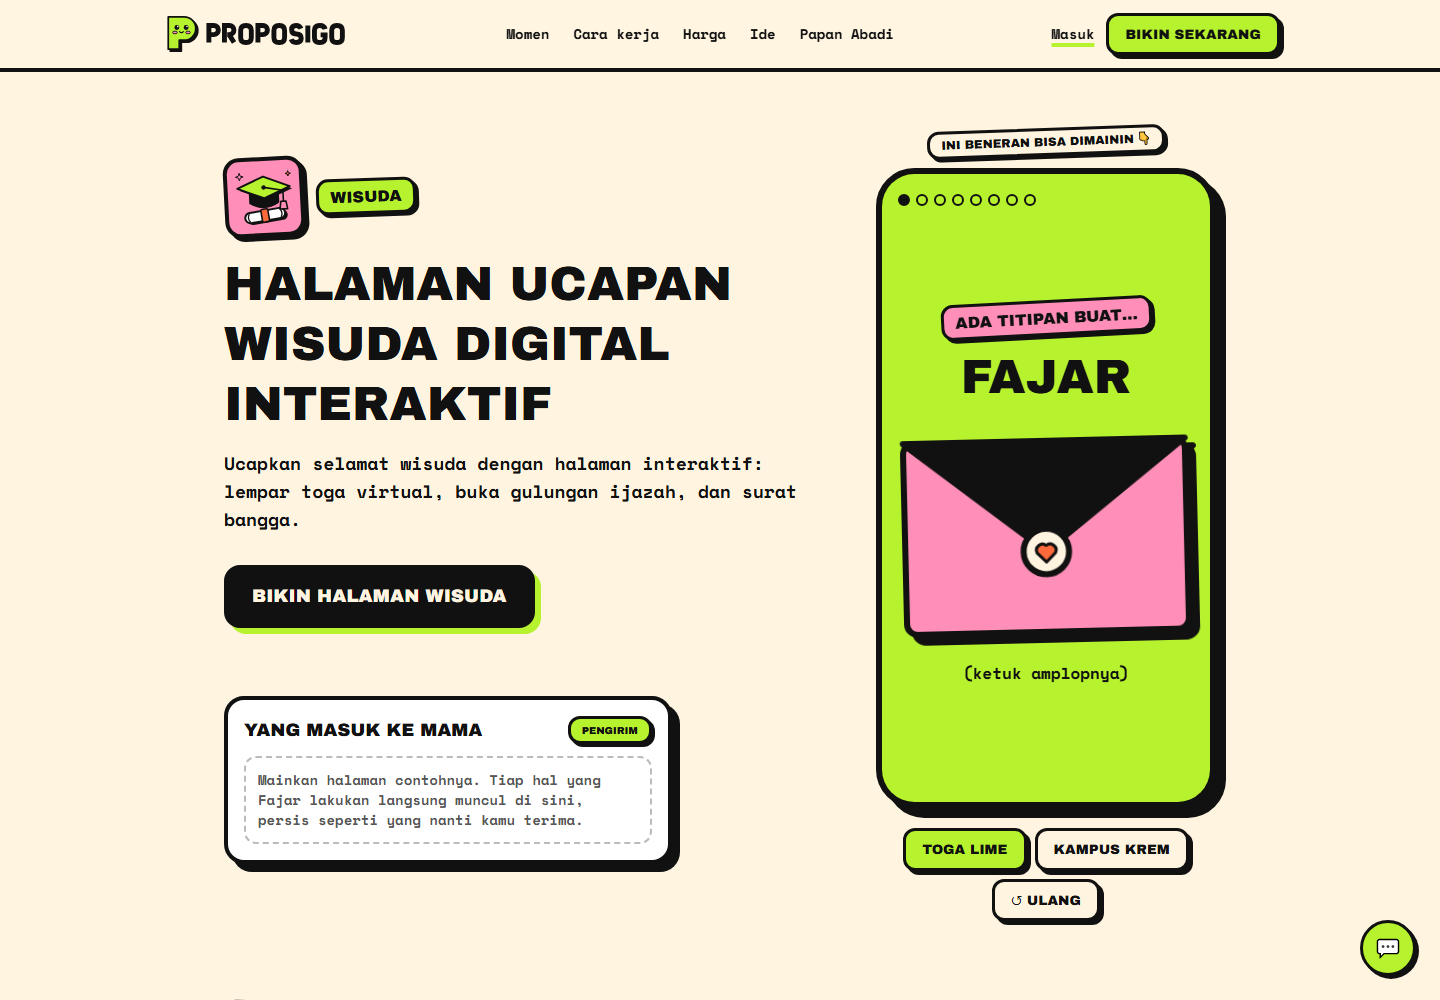 PROPOSIGO
Momen Cara kerja Harga Ide Papan Abadi
Masuk
BIKIN SEKARANG
WISUDA
HALAMAN UCAPAN
WISUDA DIGITAL
INTERAKTIF
Ucapkan selamat wisuda dengan halaman interaktif:
lempar toga virtual, buka gulungan ijazah, dan surat
bangga.
BIKIN HALAMAN WISUDA
YANG MASUK KE MAMA
PENGIRIM
Mainkan halaman contohnya. Tiap hal yang
Fajar lakukan langsung muncul di sini,
persis seperti yang nanti kamu terima.
INI BENERAN BISA DIMAININ 👇
ADA TITIPAN BUAT...
FAJAR
(ketuk amplopnya)
TOGA LIME
KAMPUS KREM
↺ ULANG